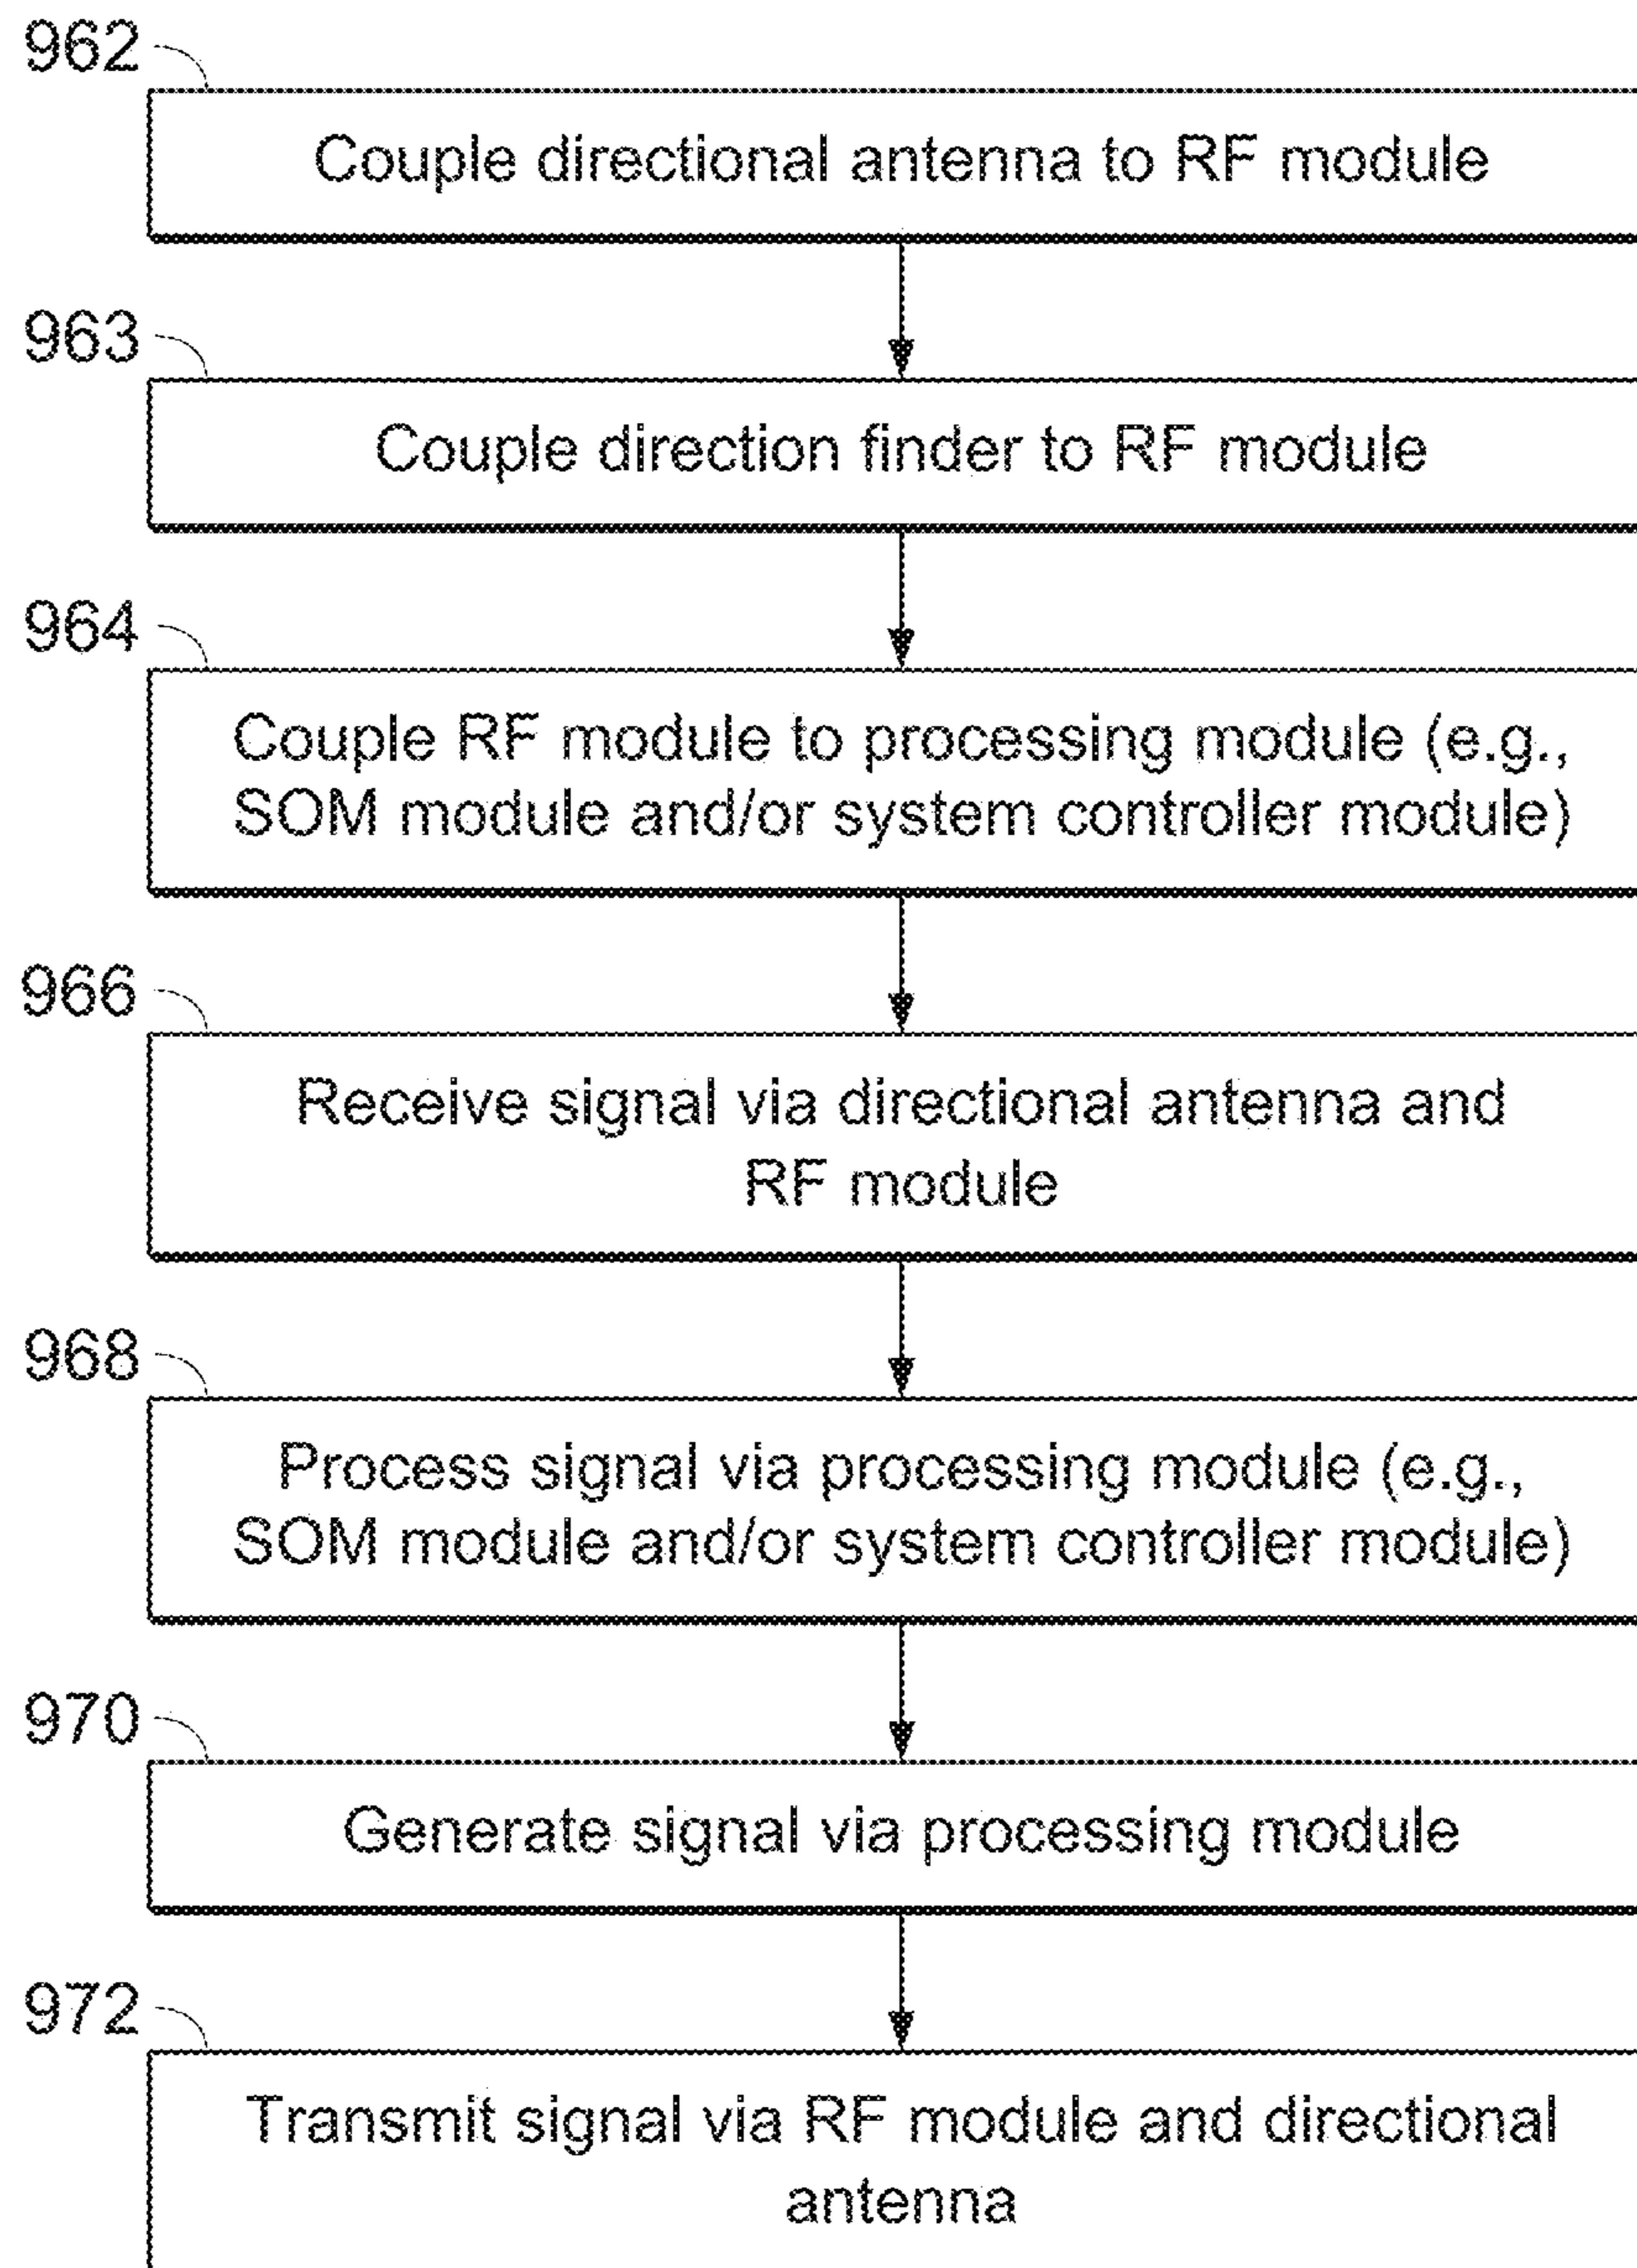 962
Couple directional antenna to RF module
963
Couple direction finder to RF module
964
Couple RF module to processing module (e.g.,
SOM module and/or system controller module)
966
Receive signal via directional antenna and
RF module
968
Process signal via processing module (e.g.,
SOM module and/or system controller module)
970
Generate signal via processing module
972
Transmit signal via RF module and directional
antenna